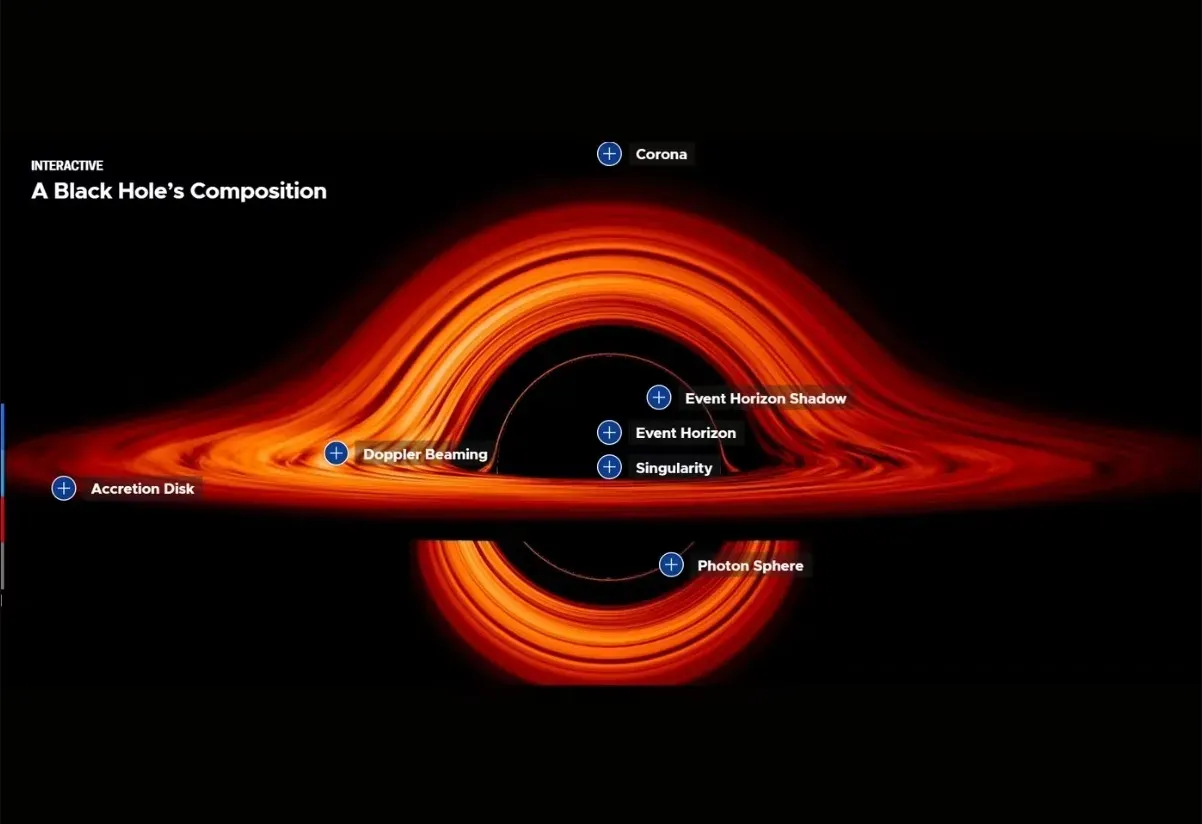 INTERACTIVE
A Black Hole’s Composition
Corona
Event Horizon Shadow
Event Horizon
Doppler Beaming
Singularity
Accretion Disk
Photon Sphere